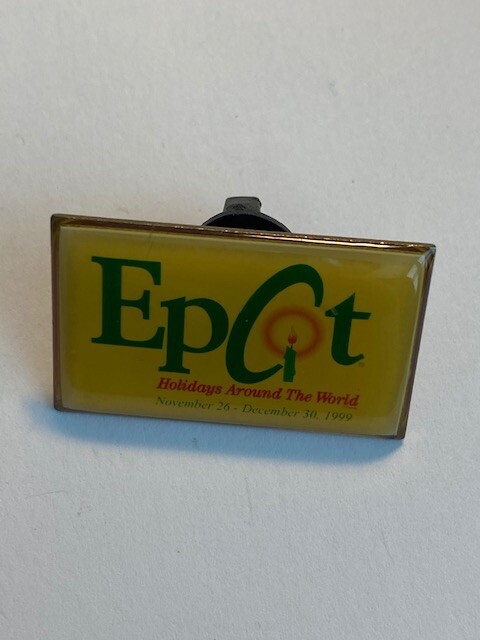 Epcot
Holidays Around The World
November 26 - December 30, 1999